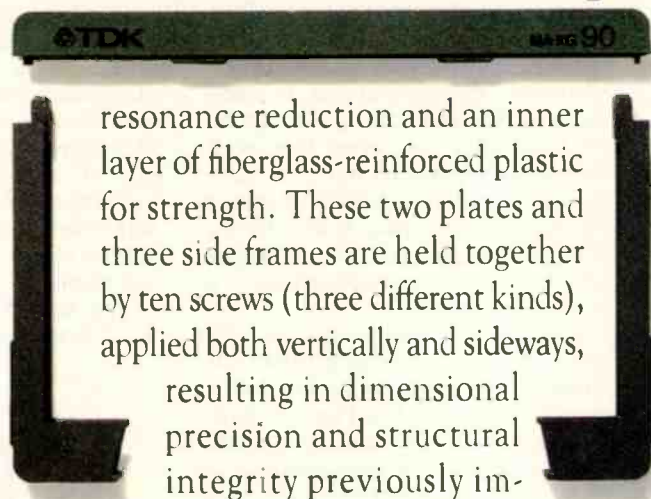 TDK MA-XG 90
resonance reduction and an inner
layer of fiberglass-reinforced plastic
for strength. These two plates and
three side frames are held together
by ten screws (three different kinds),
applied both vertically and sideways,
resulting in dimensional
precision and structural
integrity previously im-